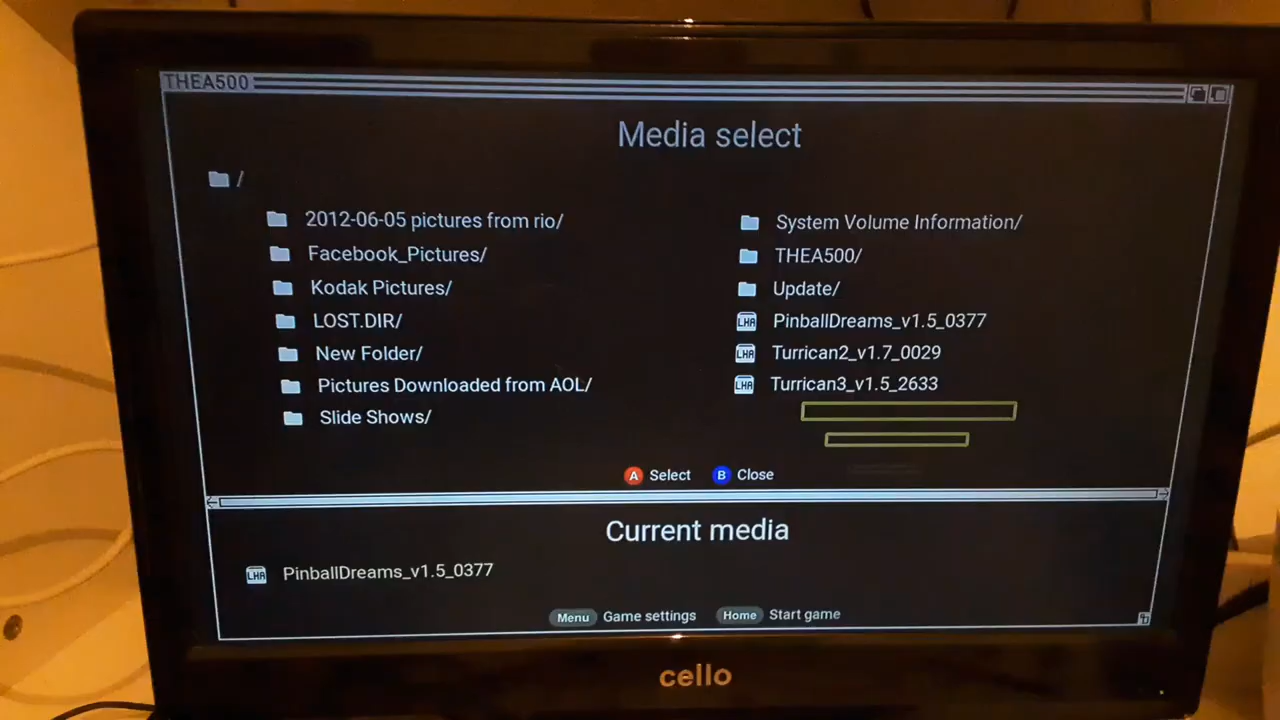 THEA500
Media select
/
2012-06-05 pictures from rio/
Facebook_Pictures/
Kodak Pictures/
LOST.DIR/
New Folder/
Pictures Downloaded from AOL/
Slide Shows/
System Volume Information/
THEA500/
Update/
LHA PinballDreams_v1.5_0377
LHA Turrican2_v1.7_0029
LHA Turrican3_v1.5_2633
A Select B Close
Current media
LHA PinballDreams_v1.5_0377
Menu Game settings Home Start game
cello